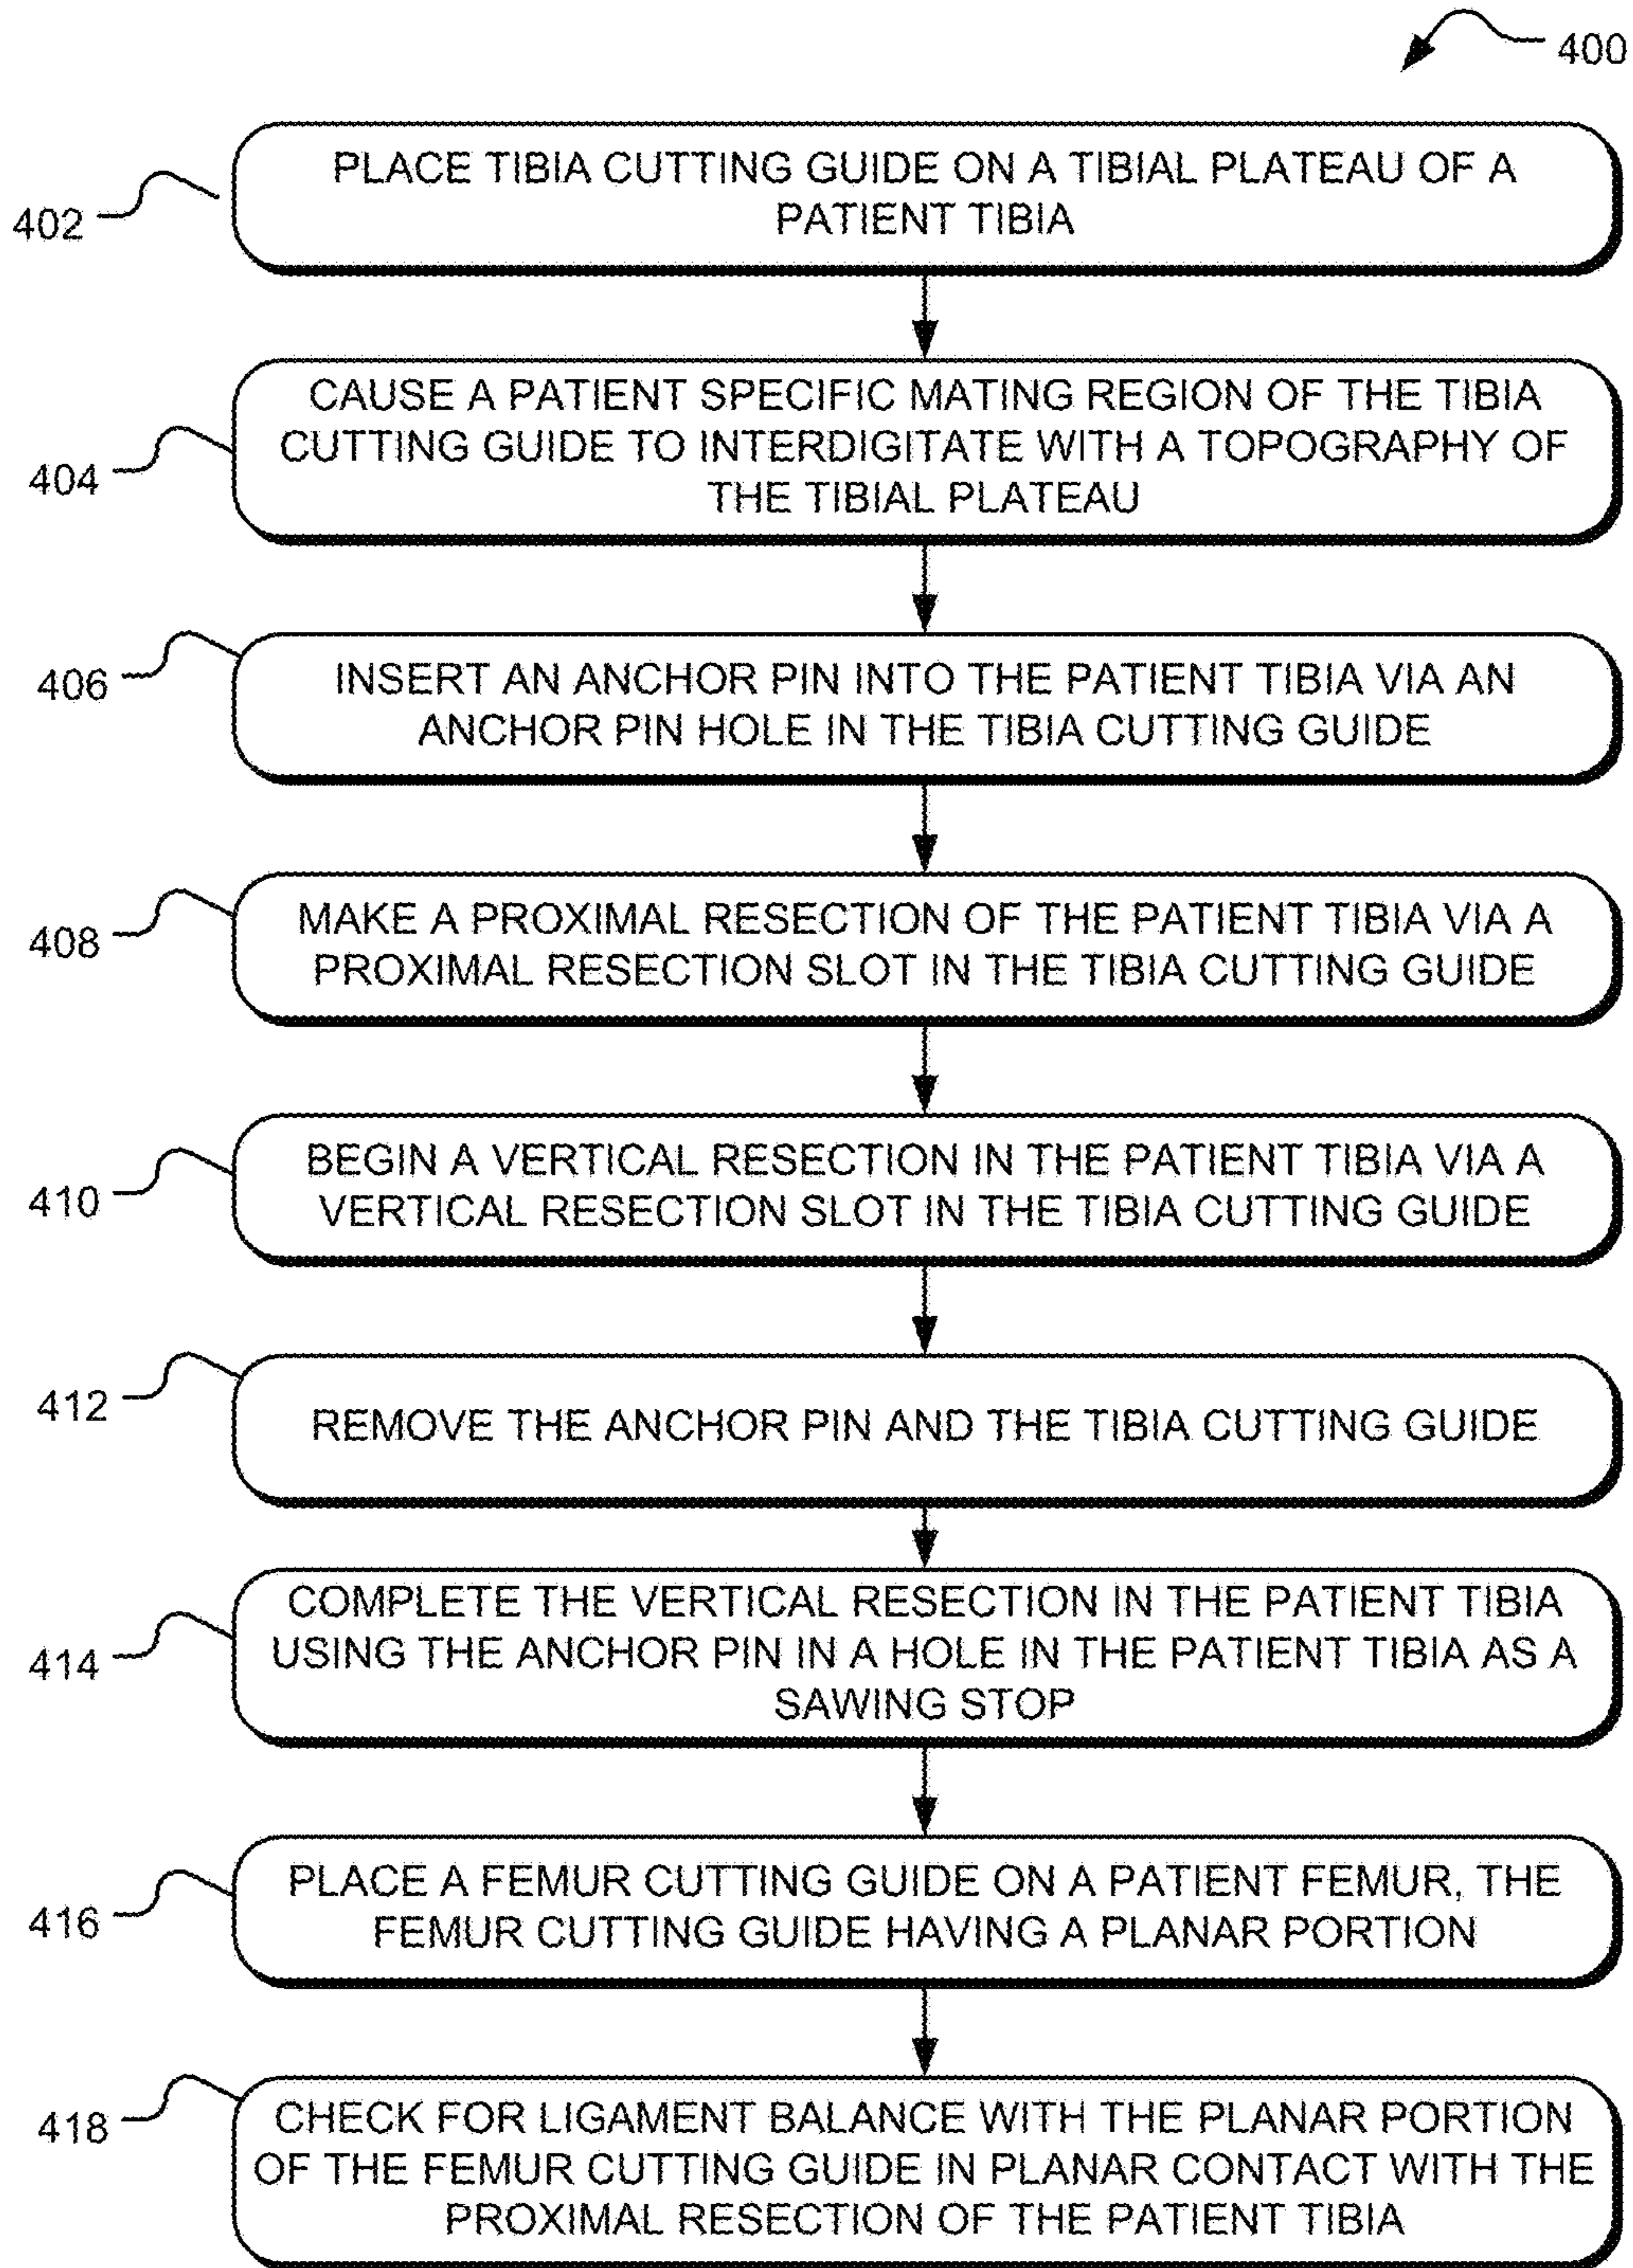 400
402
PLACE TIBIA CUTTING GUIDE ON A TIBIAL PLATEAU OF A
PATIENT TIBIA
404
CAUSE A PATIENT SPECIFIC MATING REGION OF THE TIBIA
CUTTING GUIDE TO INTERDIGITATE WITH A TOPOGRAPHY OF
THE TIBIAL PLATEAU
406
INSERT AN ANCHOR PIN INTO THE PATIENT TIBIA VIA AN
ANCHOR PIN HOLE IN THE TIBIA CUTTING GUIDE
408
MAKE A PROXIMAL RESECTION OF THE PATIENT TIBIA VIA A
PROXIMAL RESECTION SLOT IN THE TIBIA CUTTING GUIDE
410
BEGIN A VERTICAL RESECTION IN THE PATIENT TIBIA VIA A
VERTICAL RESECTION SLOT IN THE TIBIA CUTTING GUIDE
412
REMOVE THE ANCHOR PIN AND THE TIBIA CUTTING GUIDE
414
COMPLETE THE VERTICAL RESECTION IN THE PATIENT TIBIA
USING THE ANCHOR PIN IN A HOLE IN THE PATIENT TIBIA AS A
SAWING STOP
416
PLACE A FEMUR CUTTING GUIDE ON A PATIENT FEMUR, THE
FEMUR CUTTING GUIDE HAVING A PLANAR PORTION
418
CHECK FOR LIGAMENT BALANCE WITH THE PLANAR PORTION
OF THE FEMUR CUTTING GUIDE IN PLANAR CONTACT WITH THE
PROXIMAL RESECTION OF THE PATIENT TIBIA